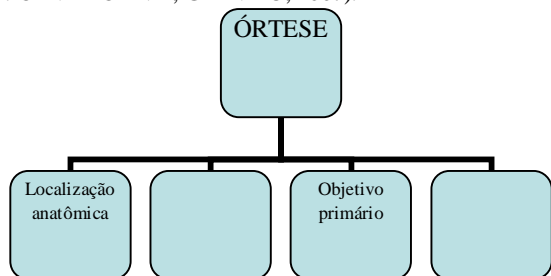 ÓRTESE
Localização
anatômica
Objetivo
primário